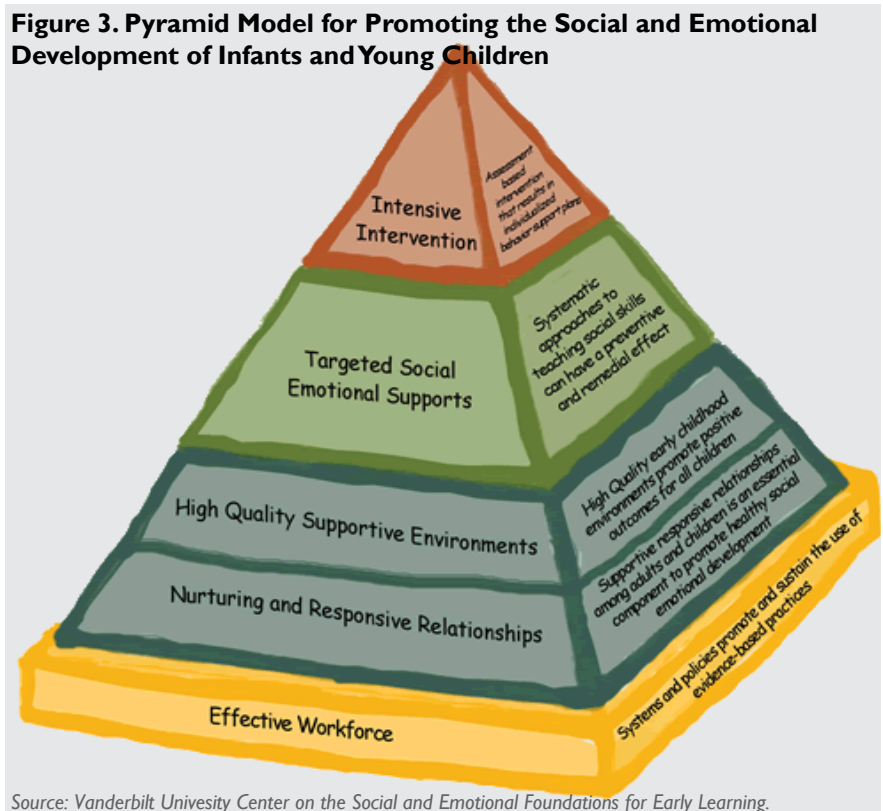 Figure 3. Pyramid Model for Promoting the Social and Emotional
Development of Infants and Young Children
Intensive
Intervention
Assessment
based
intervention
that results in
individualized
behavior support plans
Targeted Social
Emotional Supports
Systematic
approaches to
teaching social skills
can have a preventive
and remedial effect
High Quality Supportive Environments
High Quality early childhood
environments promote positive
outcomes for all children
Nurturing and Responsive Relationships
Supportive responsive relationships
among adults and children is an essential
component to promote healthy social
emotional development
Effective Workforce
Systems and policies promote and sustain the use of
evidence-based practices
Source: Vanderbilt Univesity Center on the Social and Emotional Foundations for Early Learning.